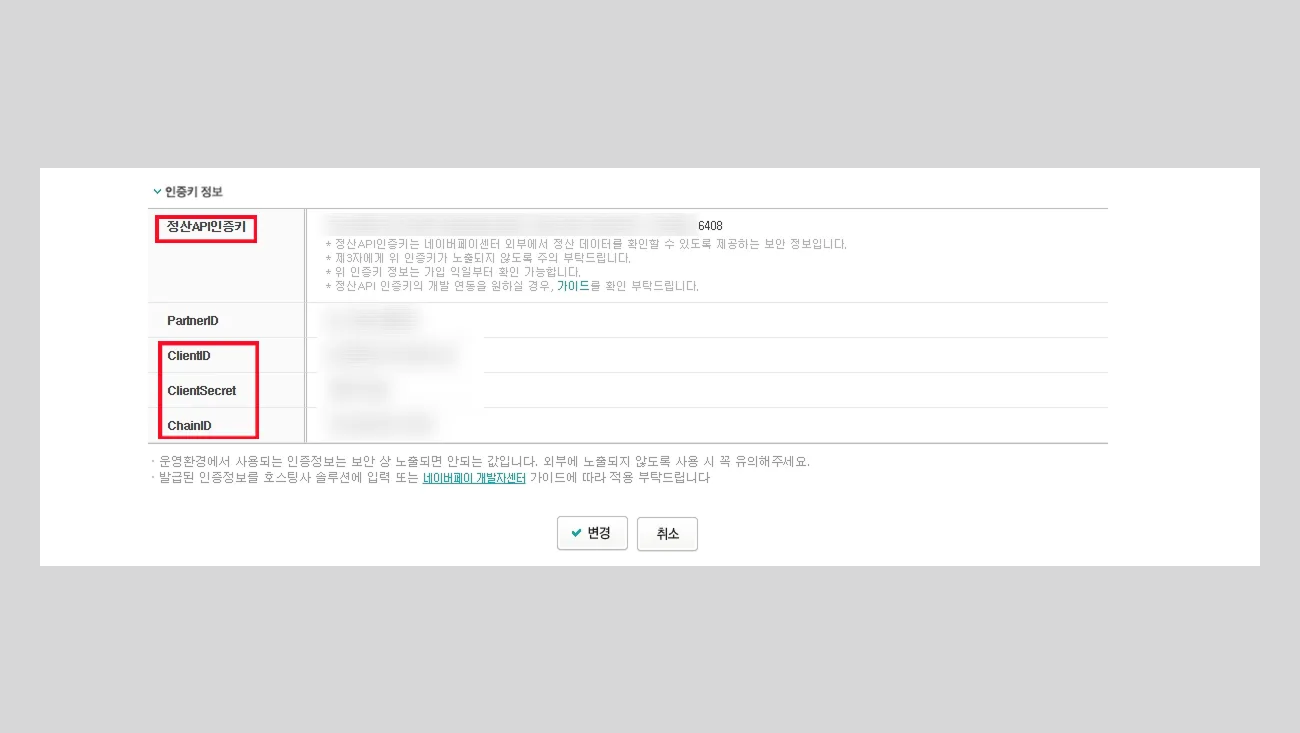 인증키 정보
정산API인증키
6408
* 정산API인증키는 네이버페이센터 외부에서 정산 데이터를 확인할 수 있도록 제공하는 보안 정보입니다.
* 제3자에게 위 인증키가 노출되지 않도록 주의 부탁드립니다.
* 위 인증키 정보는 가입 익일부터 확인 가능합니다.
* 정산API 인증키의 개발 연동을 원하실 경우, 가이드를 확인 부탁드립니다.
PartnerID
ClientID
ClientSecret
ChainID
· 운영환경에서 사용되는 인증정보는 보안 상 노출되면 안되는 값입니다. 외부에 노출되지 않도록 사용 시 꼭 유의해주세요.
· 발급된 인증정보를 호스팅사 솔루션에 입력 또는 네이버페이 개발자센터 가이드에 따라 적용 부탁드립니다
변경
취소